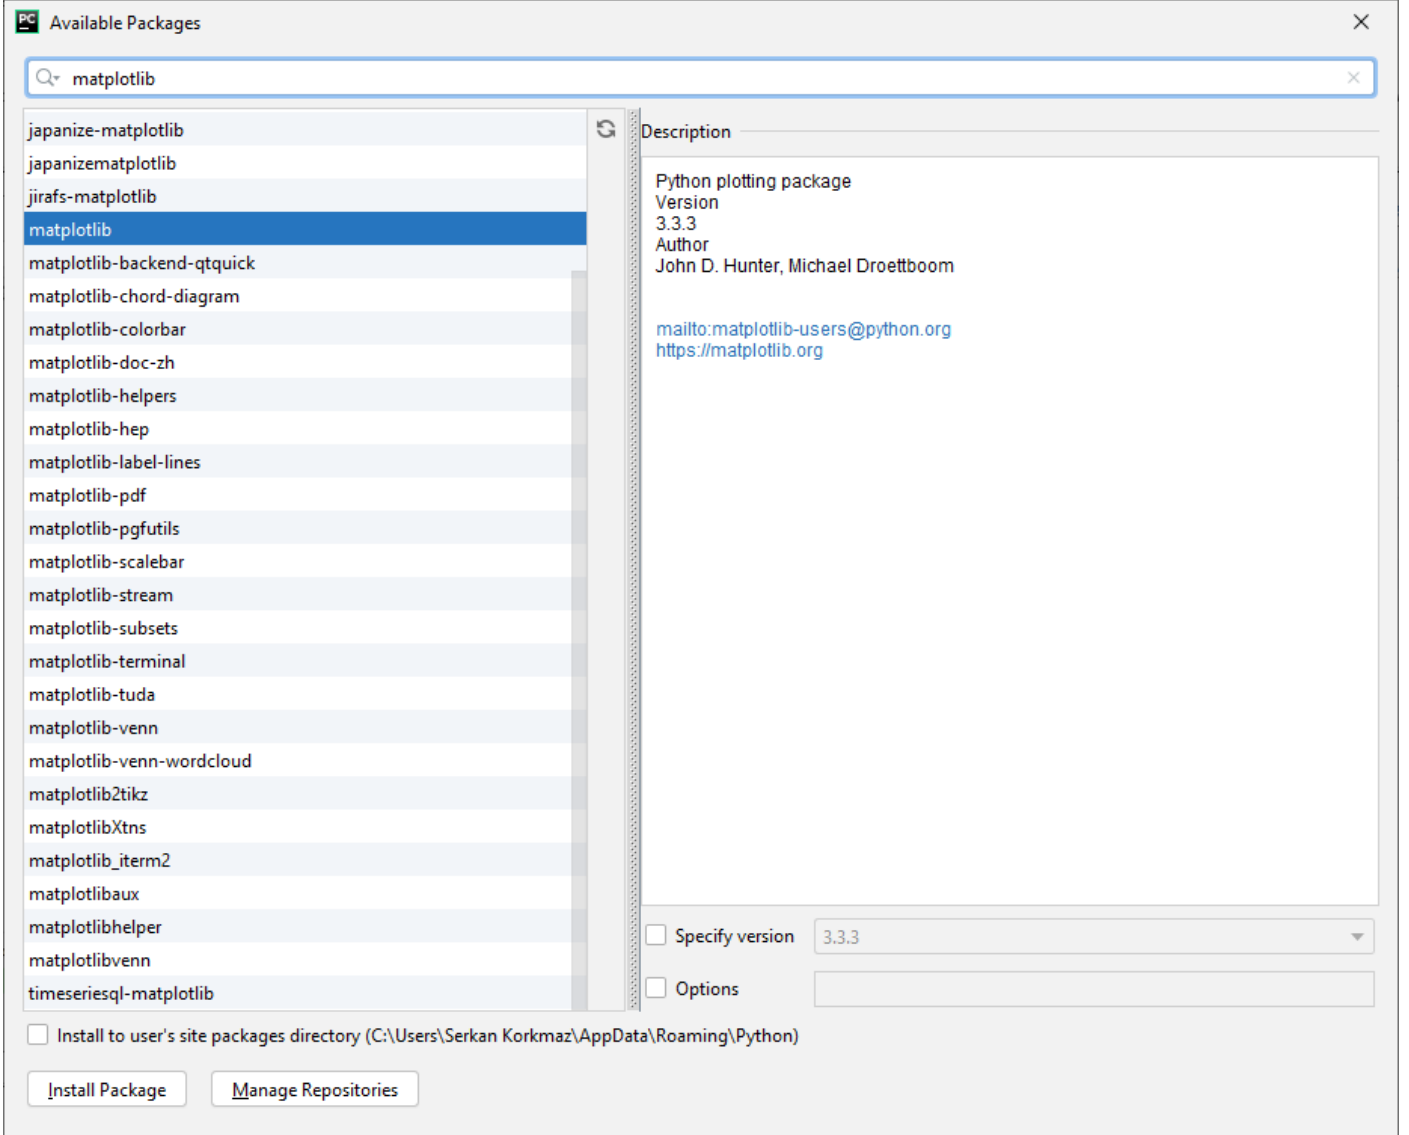 PC Available Packages
matplotlib
japanize-matplotlib
japanizematplotlib
jirafs-matplotlib
matplotlib
matplotlib-backend-qtquick
matplotlib-chord-diagram
matplotlib-colorbar
matplotlib-doc-zh
matplotlib-helpers
matplotlib-hep
matplotlib-label-lines
matplotlib-pdf
matplotlib-pgfutils
matplotlib-scalebar
matplotlib-stream
matplotlib-subsets
matplotlib-terminal
matplotlib-tuda
matplotlib-venn
matplotlib-venn-wordcloud
matplotlib2tikz
matplotlibXtns
matplotlib_iterm2
matplotlibaux
matplotlibhelper
matplotlibvenn
timeseriesql-matplotlib
Description
Python plotting package
Version
3.3.3
Author
John D. Hunter, Michael Droettboom
mailto:matplotlib-users@python.org
https://matplotlib.org
Specify version 3.3.3
Options
Install to user's site packages directory (C:\Users\Serkan Korkmaz\AppData\Roaming\Python)
Install Package Manage Repositories